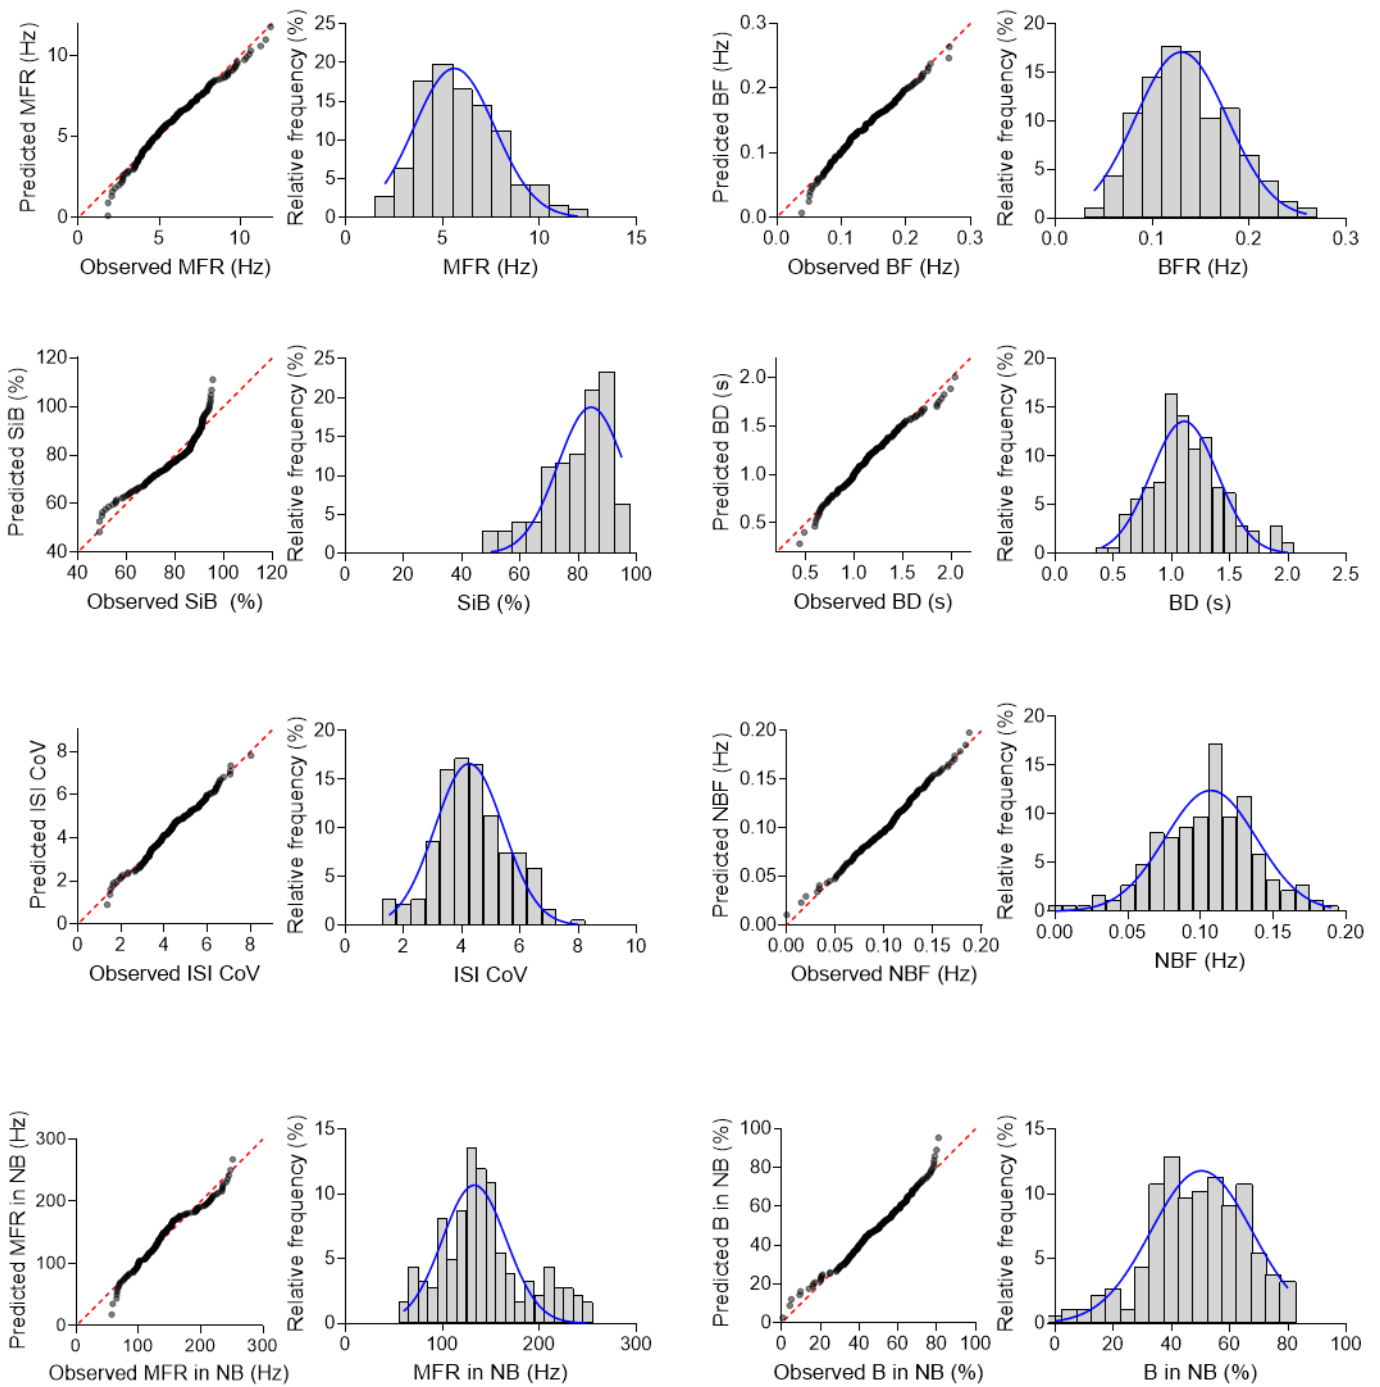 Predicted MFR (Hz)
10
5
0
0 5 10
Observed MFR (Hz)
Relative frequency (%)
25
20
15
10
5
0
0 5 10 15
MFR (Hz)
Predicted BF (Hz)
0.3
0.2
0.1
0.0
0.0 0.1 0.2 0.3
Observed BF (Hz)
Relative frequency (%)
20
15
10
5
0
0.0 0.1 0.2 0.3
BFR (Hz)
Predicted SiB (%)
120
100
80
60
40
40 60 80 100 120
Observed SiB (%)
Relative frequency (%)
25
20
15
10
5
0
0 20 40 60 80 100
SiB (%)
Predicted BD (s)
2.0
1.5
1.0
0.5
0.5 1.0 1.5 2.0
Observed BD (s)
Relative frequency (%)
20
15
10
5
0
0.0 0.5 1.0 1.5 2.0 2.5
BD (s)
Predicted ISI CoV
8
6
4
2
0
0 2 4 6 8
Observed ISI CoV
Relative frequency (%)
20
15
10
5
0
0 2 4 6 8 10
ISI CoV
Predicted NBF (Hz)
0.20
0.15
0.10
0.05
0.00
0.00 0.05 0.10 0.15 0.20
Observed NBF (Hz)
Relative frequency (%)
20
15
10
5
0
0.00 0.05 0.10 0.15 0.20
NBF (Hz)
Predicted MFR in NB (Hz)
300
200
100
0
0 100 200 300
Observed MFR in NB (Hz)
Relative frequency (%)
15
10
5
0
0 100 200 300
MFR in NB (Hz)
Predicted B in NB (%)
100
80
60
40
20
0
0 20 40 60 80 100
Observed B in NB (%)
Relative frequency (%)
15
10
5
0
0 20 40 60 80 100
B in NB (%)